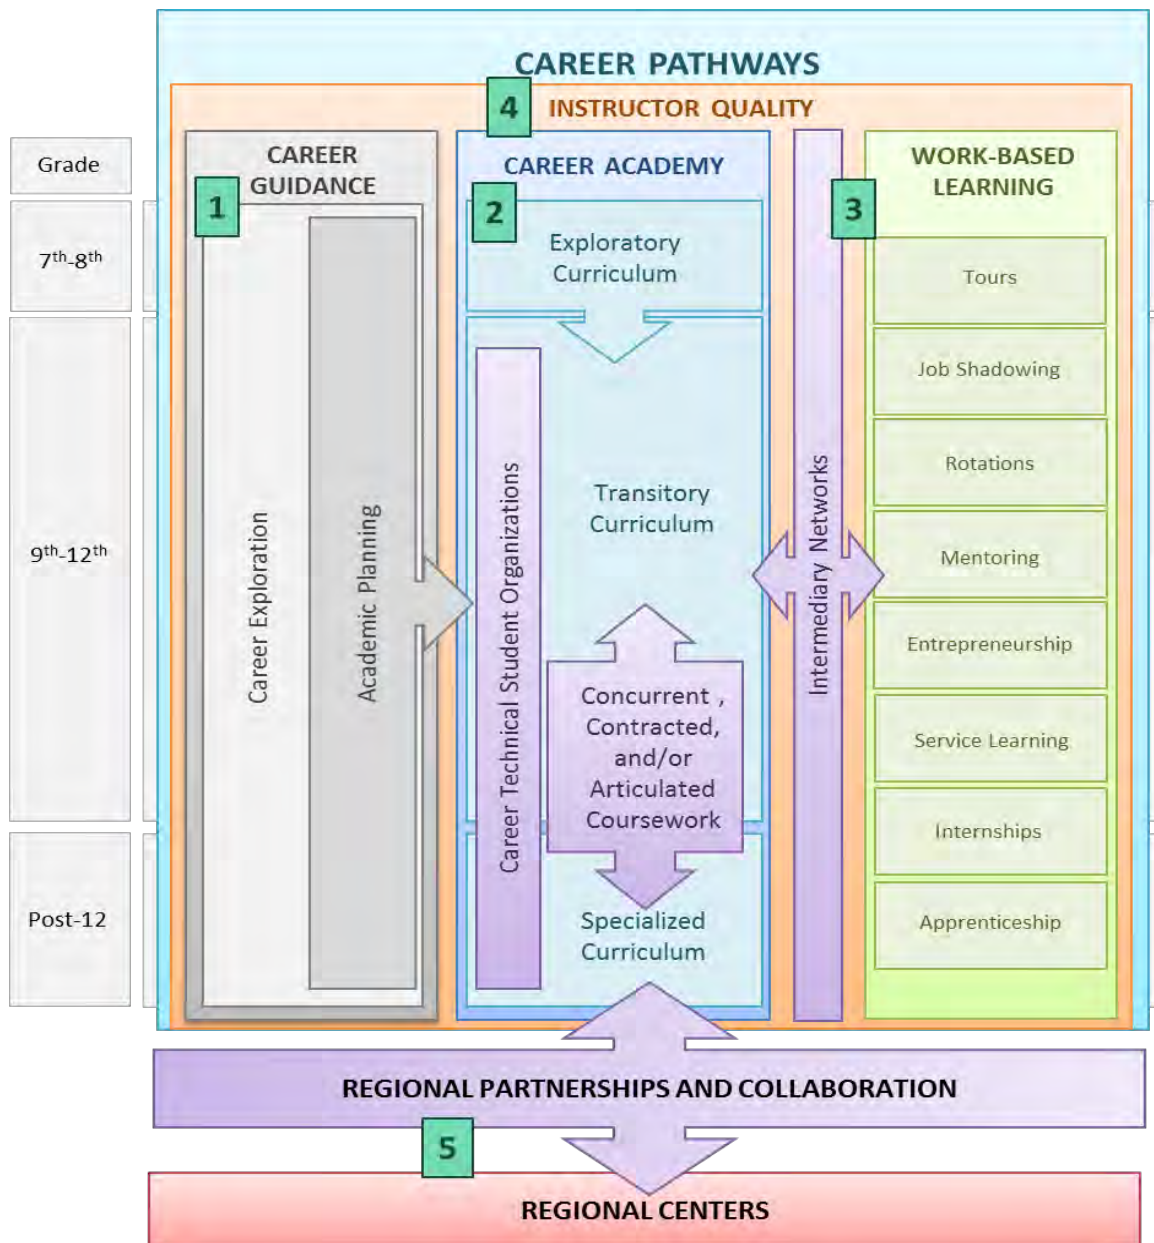 CAREER PATHWAYS
4
INSTRUCTOR QUALITY
Grade
7th-8th
9th-12th
Post-12
CAREER
GUIDANCE
1
Career Exploration
Academic Planning
CAREER ACADEMY
2
Exploratory
Curriculum
Career Technical Student Organizations
Transitory
Curriculum
Concurrent ,
Contracted,
and/or
Articulated
Coursework
Specialized
Curriculum
Intermediary Networks
3
WORK-BASED
LEARNING
Tours
Job Shadowing
Rotations
Mentoring
Entrepreneurship
Service Learning
Internships
Apprenticeship
REGIONAL PARTNERSHIPS AND COLLABORATION
5
REGIONAL CENTERS